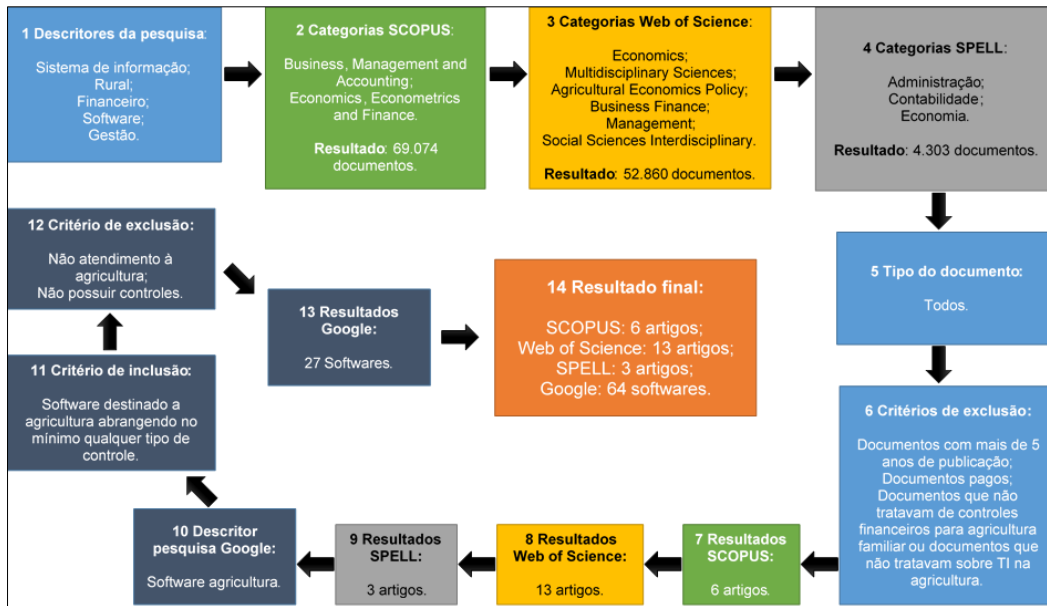 1 Descritores da pesquisa:
Sistema de informação;
Rural;
Financeiro;
Software;
Gestão.
2 Categorias SCOPUS:
Business, Management and
Accounting;
Economics, Econometrics
and Finance.
Resultado: 69.074
documentos.
3 Categorias Web of Science:
Economics;
Multidisciplinary Sciences;
Agricultural Economics Policy;
Business Finance;
Management;
Social Sciences Interdisciplinary.
Resultado: 52.860 documentos.
4 Categorias SPELL:
Administração;
Contabilidade;
Economia.
Resultado: 4.303 documentos.
5 Tipo do documento:
Todos.
6 Critérios de exclusão:
Documentos com mais de 5
anos de publicação;
Documentos pagos;
Documentos que não
tratavam de controles
financeiros para agricultura
familiar ou documentos que
não tratavam sobre TI na
agricultura.
7 Resultados
SCOPUS:
6 artigos.
8 Resultados
Web of Science:
13 artigos.
9 Resultados
SPELL:
3 artigos.
10 Descritor
pesquisa Google:
Software agricultura.
11 Critério de inclusão:
Software destinado a
agricultura abrangendo no
mínimo qualquer tipo de
controle.
12 Critério de exclusão:
Não atendimento à
agricultura;
Não possuir controles.
13 Resultados
Google:
27 Softwares.
14 Resultado final:
SCOPUS: 6 artigos;
Web of Science: 13 artigos;
SPELL: 3 artigos;
Google: 64 softwares.